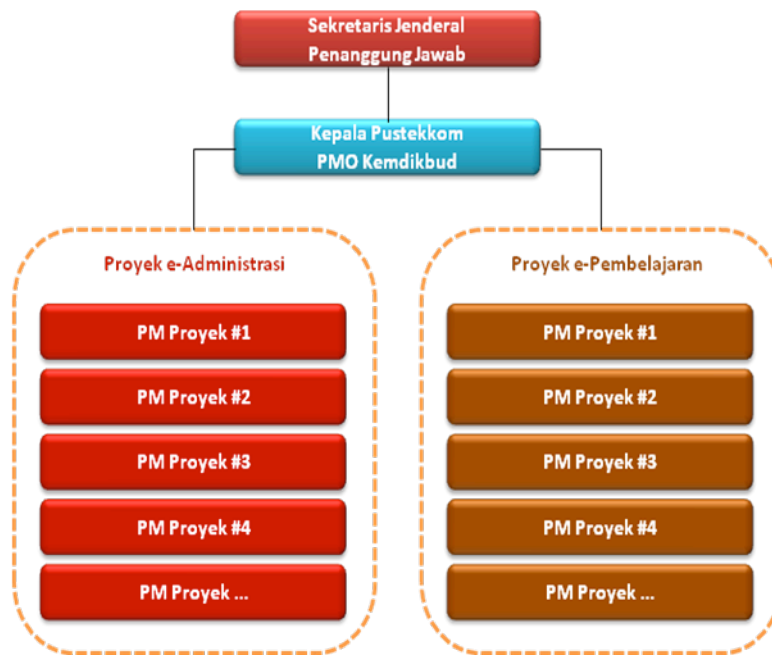 Sekretaris Jenderal
Penanggung Jawab
Kepala Pustekkom
PMO Kemdikbud
Proyek e-Administrasi
PM Proyek #1
PM Proyek #2
PM Proyek #3
PM Proyek #4
PM Proyek ...
Proyek e-Pembelajaran
PM Proyek #1
PM Proyek #2
PM Proyek #3
PM Proyek #4
PM Proyek ...